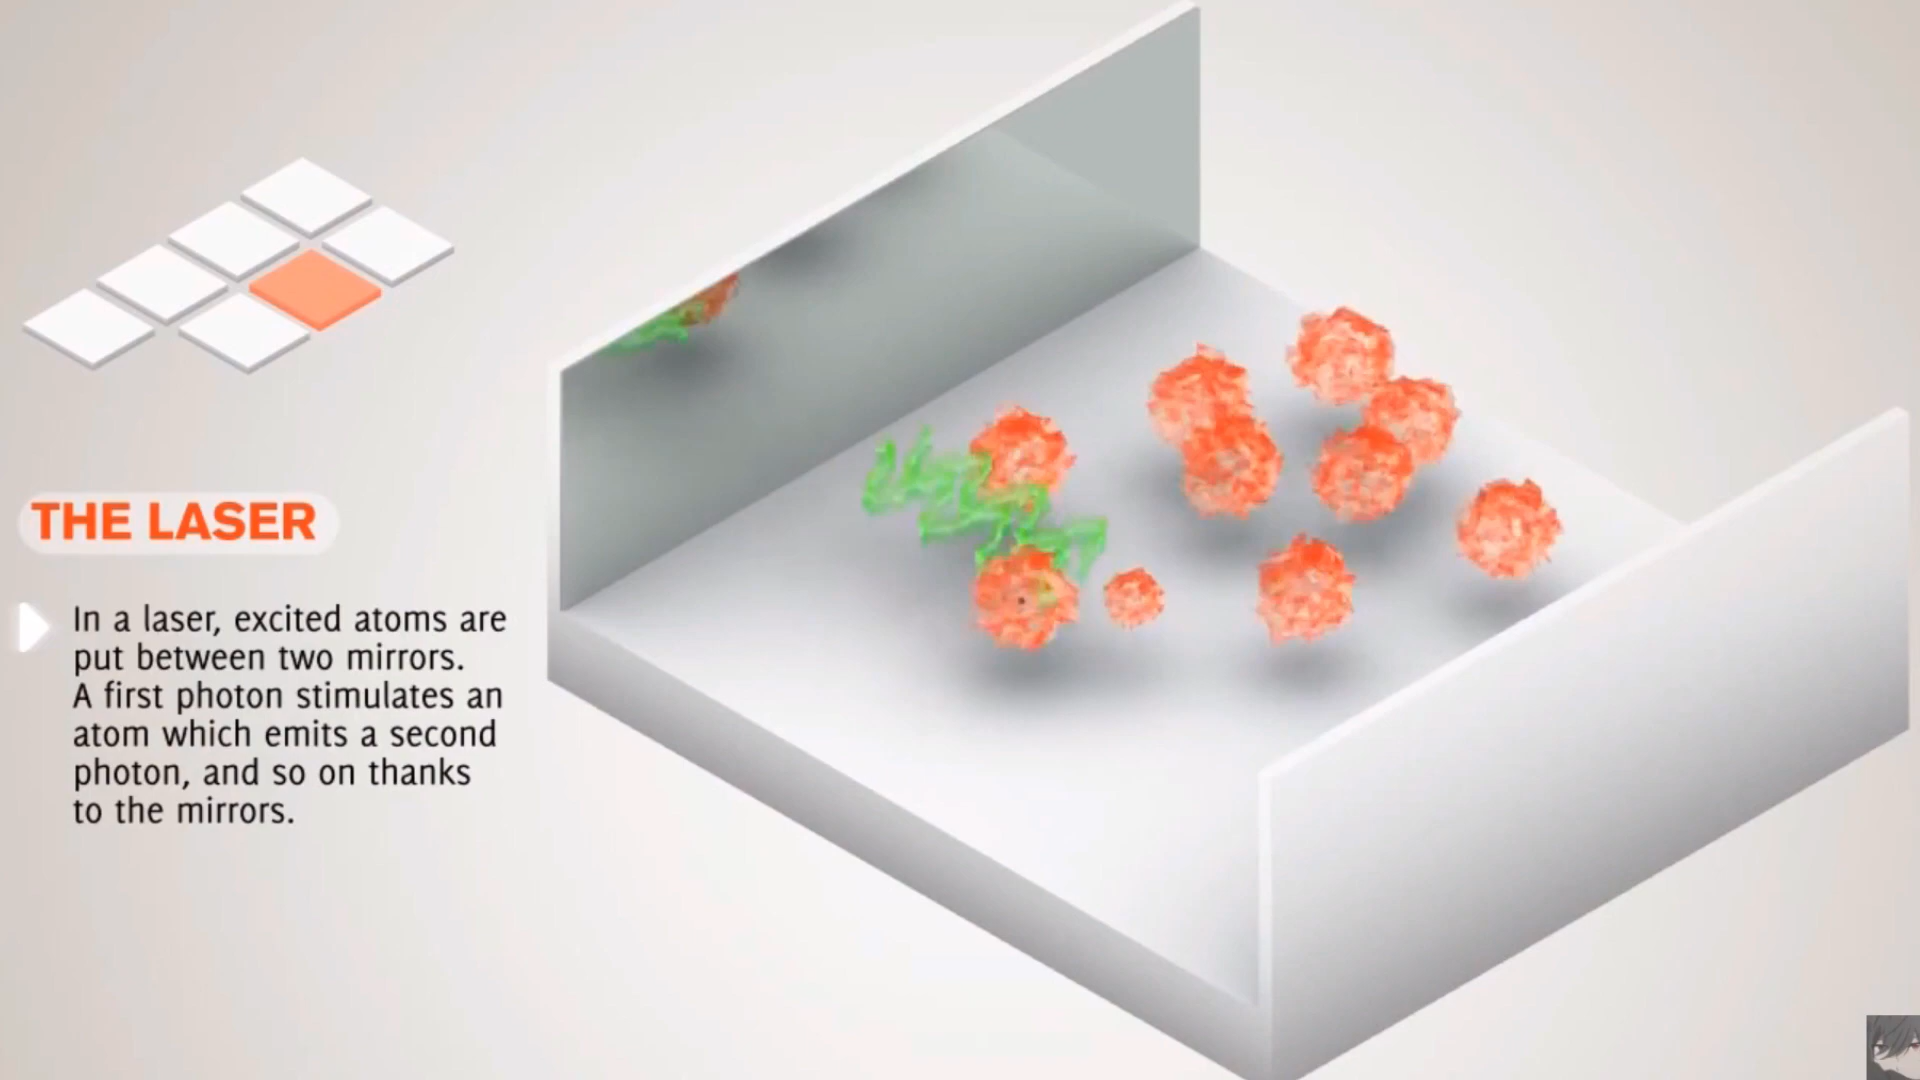 THE LASER
In a laser, excited atoms are
put between two mirrors.
A first photon stimulates an
atom which emits a second
photon, and so on thanks
to the mirrors.